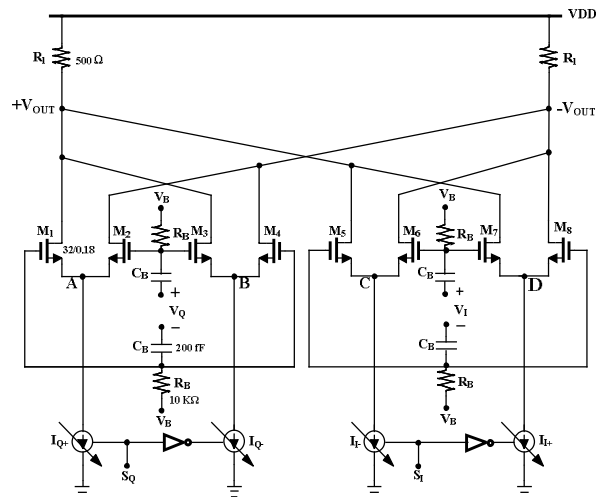 VDD
R_I 500 Ω
R_I
+V_OUT
-V_OUT
V_B
V_B
M_1 M_2 R_B M_3 M_4 M_5 M_6 R_B M_7 M_8
32/0.18
C_B
C_B
A B C D
+
+
V_Q
V_I
−
−
C_B 200 fF
C_B
R_B
R_B
10 KΩ
V_B
V_B
I_Q+ I_Q- I_I- I_I+
S_Q
S_I